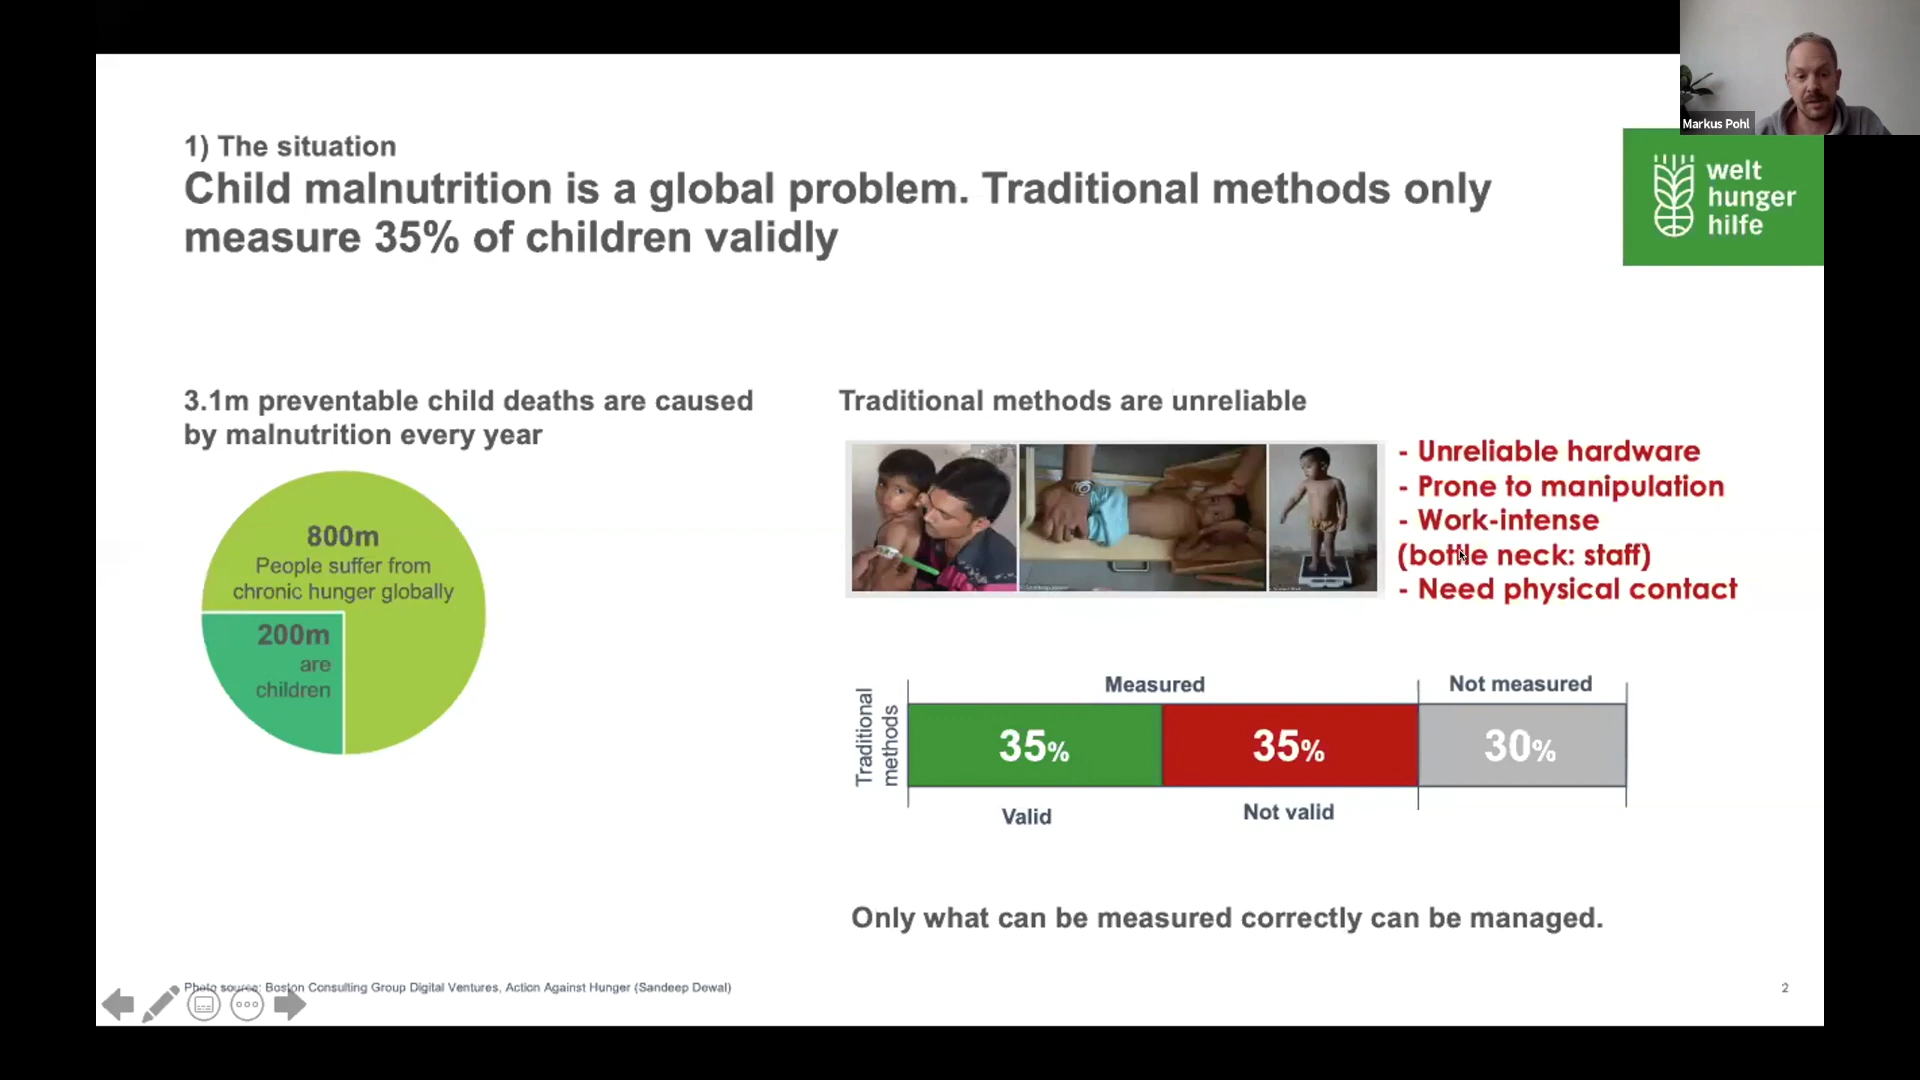 Markus Pohl
welt
hunger
hilfe
1) The situation
Child malnutrition is a global problem. Traditional methods only
measure 35% of children validly
3.1m preventable child deaths are caused
by malnutrition every year
800m
People suffer from
chronic hunger globally
200m
are
children
Traditional methods are unreliable
- Unreliable hardware
- Prone to manipulation
- Work-intense
(bottle neck: staff)
- Need physical contact
Traditional
methods
Measured
Not measured
35%
35%
30%
Valid
Not valid
Only what can be measured correctly can be managed.
Photo source: Boston Consulting Group Digital Ventures, Action Against Hunger (Sandeep Dewal)
2